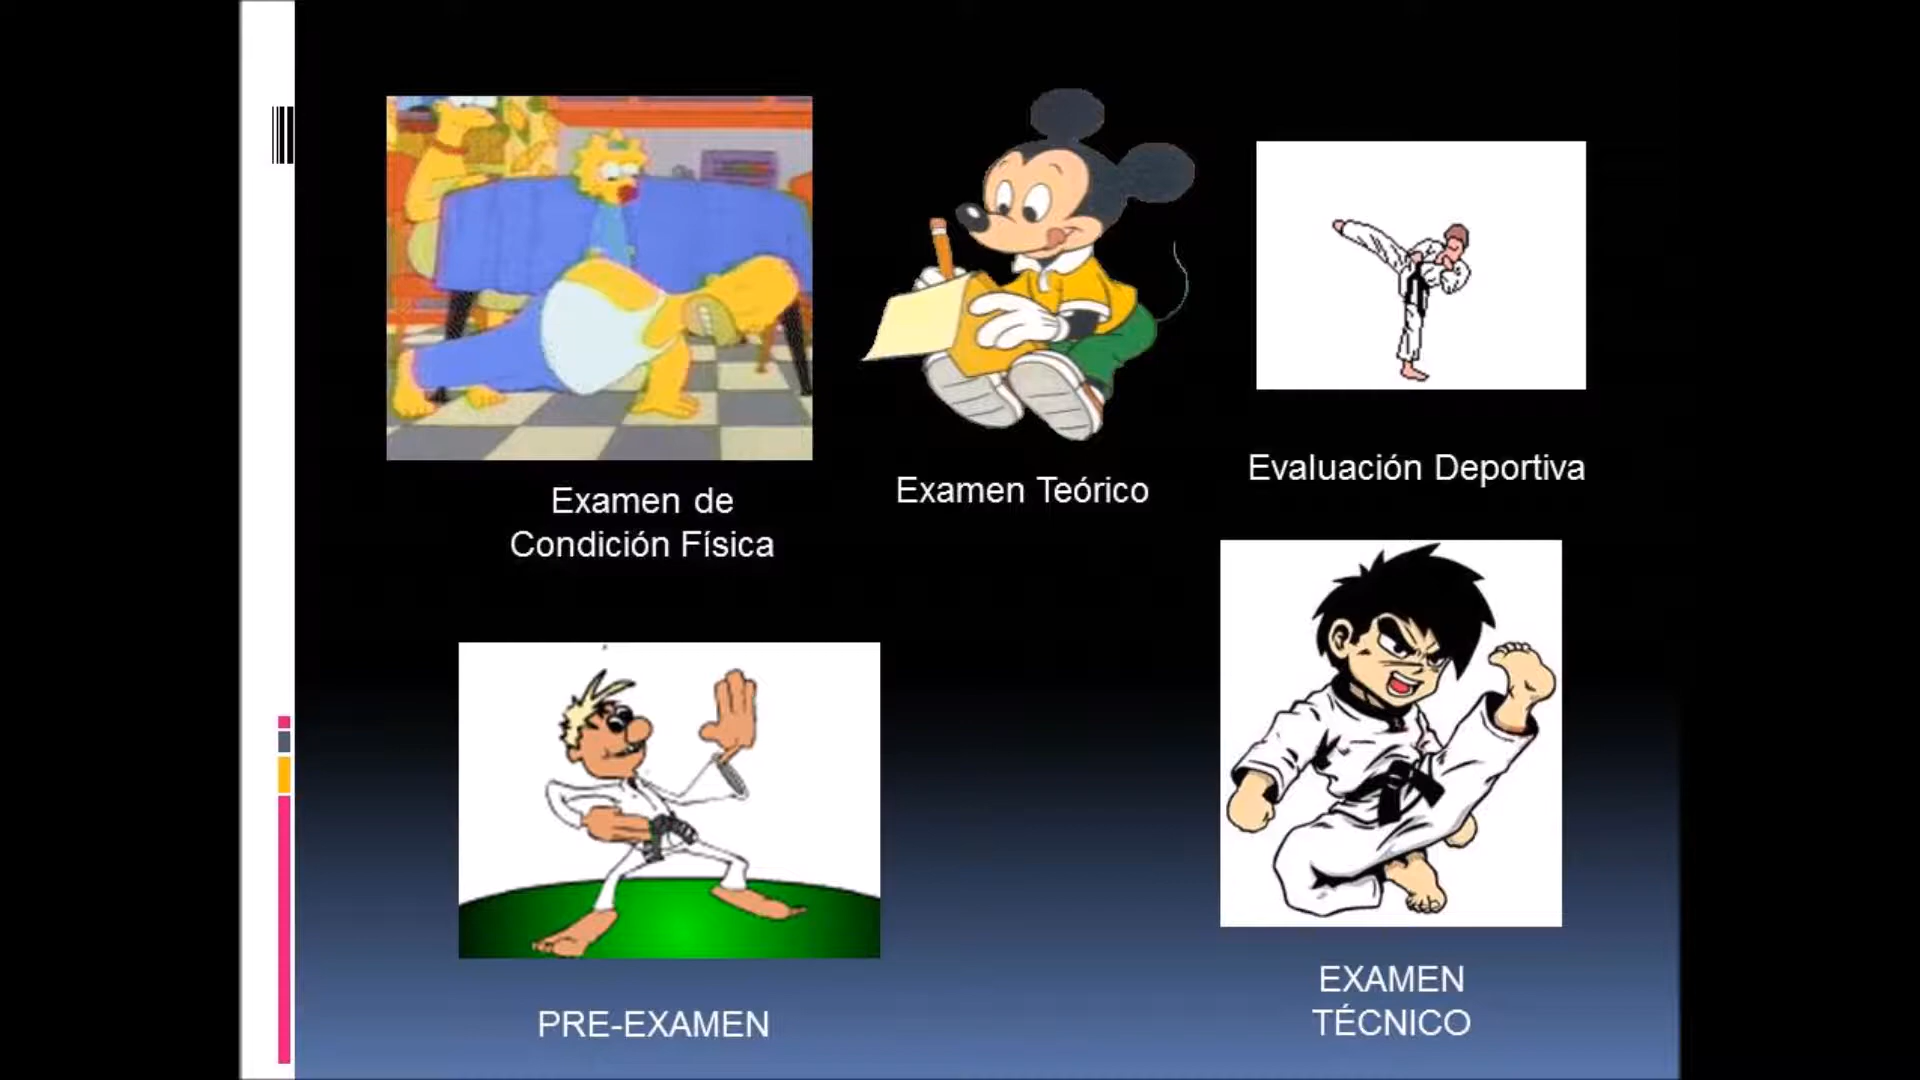 Examen de
Condición Física
Examen Teórico
Evaluación Deportiva
PRE-EXAMEN
EXAMEN
TÉCNICO